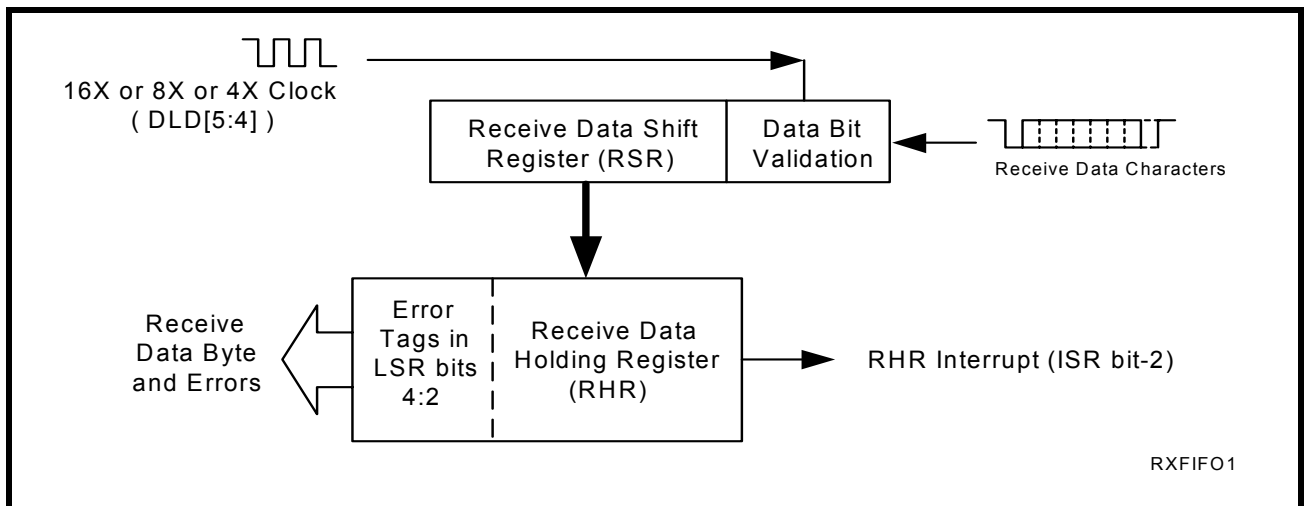 16X or 8X or 4X Clock
( DLD[5:4] )
Receive Data Shift
Register (RSR)
Data Bit
Validation
Receive Data Characters
Receive
Data Byte
and Errors
Error
Tags in
LSR bits
4:2
Receive Data
Holding Register
(RHR)
RHR Interrupt (ISR bit-2)
RXFIFO1